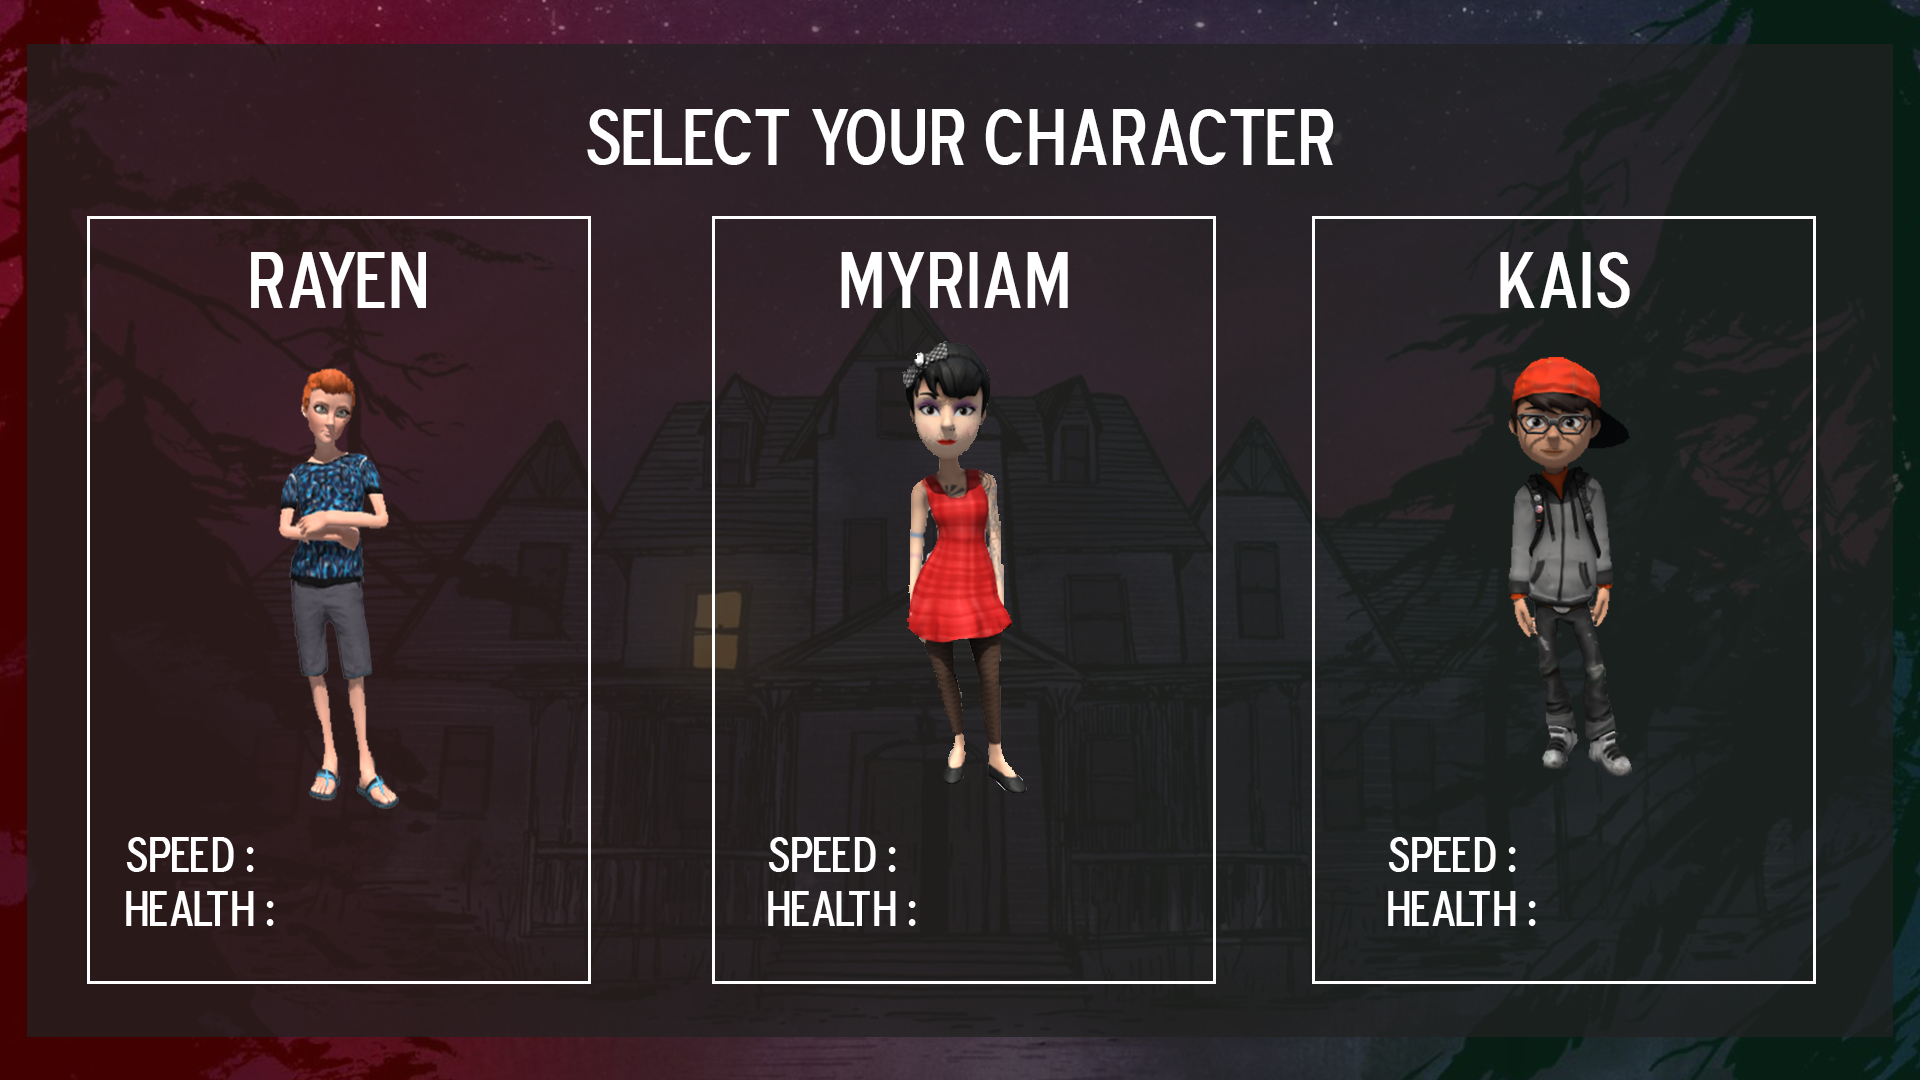 SELECT YOUR CHARACTER
RAYEN
SPEED :
HEALTH :
MYRIAM
SPEED :
HEALTH :
KAIS
SPEED :
HEALTH :